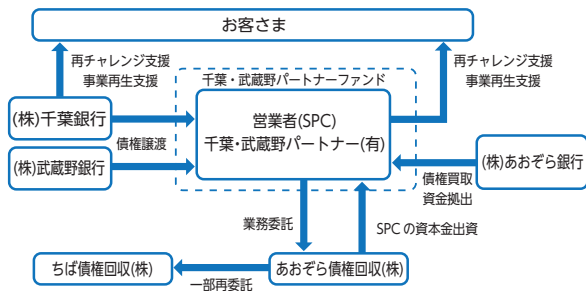 お客さま
再チャレンジ支援
事業再生支援
千葉・武蔵野パートナーファンド
再チャレンジ支援
事業再生支援
(株)千葉銀行
営業者(SPC)
千葉・武蔵野パートナー(有)
債権譲渡
(株)武蔵野銀行
(株)あおぞら銀行
債権買取
資金拠出
業務委託
SPCの資本金出資
ちば債権回収(株)
あおぞら債権回収(株)
一部再委託